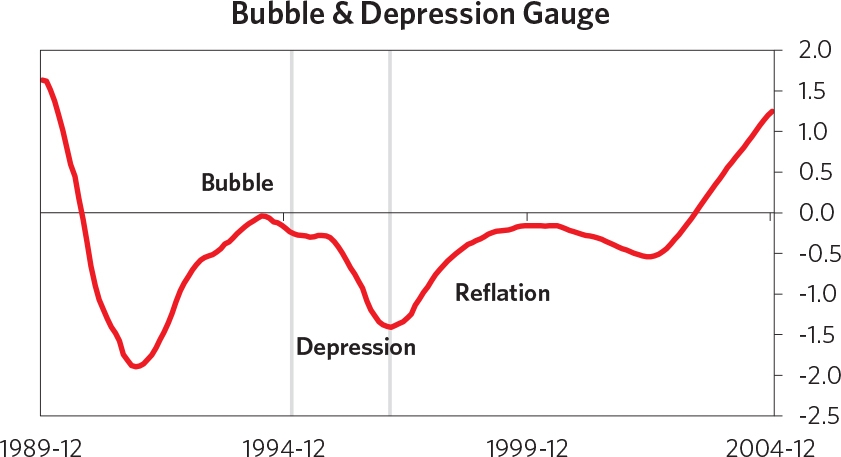 Bubble & Depression Gauge
2.0
1.5
1.0
Bubble
0.5
0.0
-0.5
Reflation
-1.0
Depression
-1.5
-2.0
-2.5
1989-12 1994-12 1999-12 2004-12